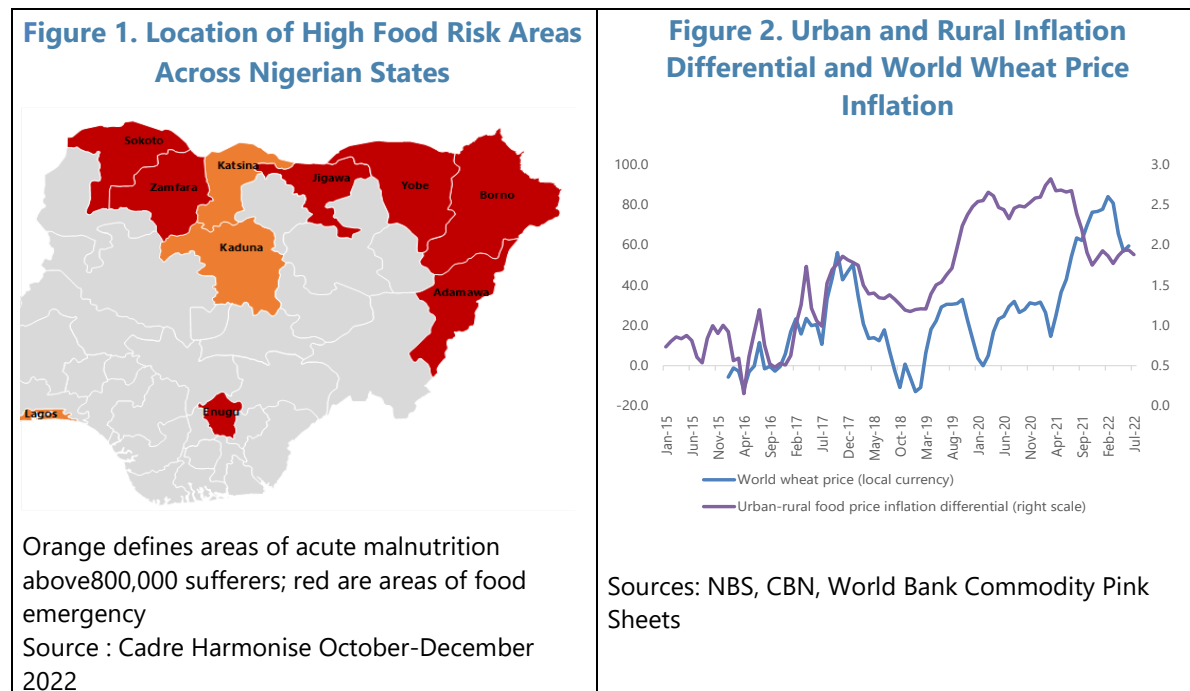 Figure 1. Location of High Food Risk Areas
Across Nigerian States
Sokoto
Katsina
Zamfara
Jigawa
Yobe
Borno
Kaduna
Adamawa
Enugu
Lagos
Orange defines areas of acute malnutrition
above800,000 sufferers; red are areas of food
emergency
Source : Cadre Harmonise October-December
2022
Figure 2. Urban and Rural Inflation
Differential and World Wheat Price
Inflation
100.0
80.0
60.0
40.0
20.0
0.0
-20.0
3.0
2.5
2.0
1.5
1.0
0.5
0.0
Jan-15
Jun-15
Nov-15
Apr-16
Sep-16
Feb-17
Jul-17
Dec-17
May-18
Oct-18
Mar-19
Aug-19
Jan-20
Jun-20
Nov-20
Apr-21
Sep-21
Feb-22
Jul-22
World wheat price (local currency)
Urban-rural food price inflation differential (right scale)
Sources: NBS, CBN, World Bank Commodity Pink
Sheets